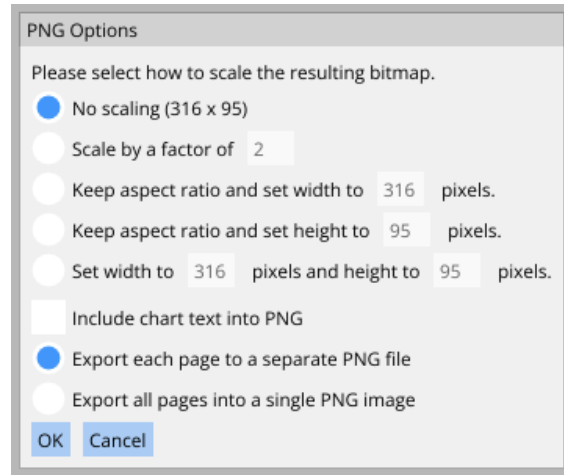 PNG Options
Please select how to scale the resulting bitmap.
No scaling (316 x 95)
Scale by a factor of 2
Keep aspect ratio and set width to 316 pixels.
Keep aspect ratio and set height to 95 pixels.
Set width to 316 pixels and height to 95 pixels.
Include chart text into PNG
Export each page to a separate PNG file
Export all pages into a single PNG image
OK Cancel